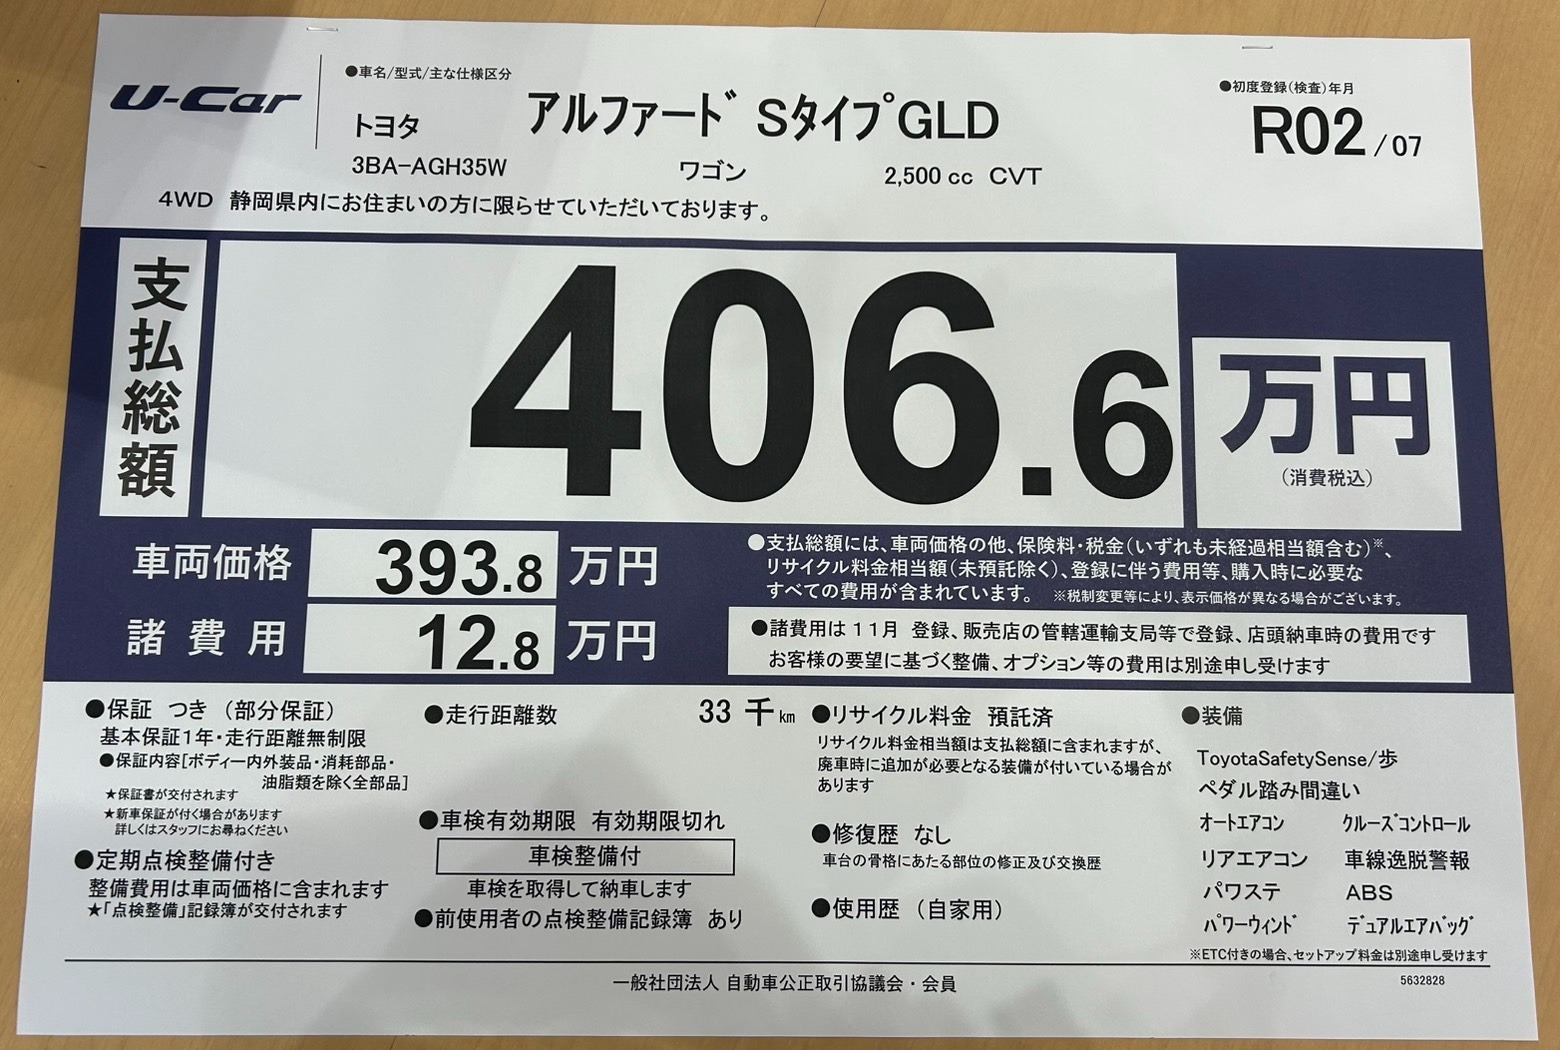 U-Car
●車名/型式/主な仕様区分
トヨタ
アルファード SタイプGLD
3BA-AGH35W
ワゴン
2,500 cc CVT
4WD 静岡県内にお住まいの方に限らせていただいております。
●初度登録(検査)年月
R02/07
支払総額
406.6
万円
(消費税込)
車両価格 393.8 万円
諸費用 12.8 万円
●支払総額には、車両価格の他、保険料・税金(いずれも未経過相当額含む)※、
リサイクル料金相当額(未預託除く)、登録に伴う費用等、購入時に必要な
すべての費用が含まれています。 ※税制変更等により、表示価格が異なる場合がございます。
●諸費用は11月 登録、販売店の管轄運輸支局等で登録、店頭納車時の費用です
お客様の要望に基づく整備、オプション等の費用は別途申し受けます
●保証 つき (部分保証)
基本保証1年・走行距離無制限
●保証内容[ボディー内外装品・消耗部品・
油脂類を除く全部品]
★保証書が交付されます
★新車保証が付く場合があります
詳しくはスタッフにお尋ねください
●定期点検整備付き
整備費用は車両価格に含まれます
★「点検整備」記録簿が交付されます
●走行距離数 33 千km
●車検有効期限 有効期限切れ
車検整備付
車検を取得して納車します
●前使用者の点検整備記録簿 あり
●リサイクル料金 預託済
リサイクル料金相当額は支払総額に含まれますが、
廃車時に追加が必要となる装備が付いている場合が
あります
●修復歴 なし
車台の骨格にあたる部位の修正及び交換歴
●使用歴 (自家用)
●装備
ToyotaSafetySense/歩
ペダル踏み間違い
オートエアコン クルーズコントロール
リアエアコン 車線逸脱警報
パワステ ABS
パワーウィンド デュアルエアバッグ
※ETC付きの場合、セットアップ料金は別途申し受けます
一般社団法人 自動車公正取引協議会・会員
5632828